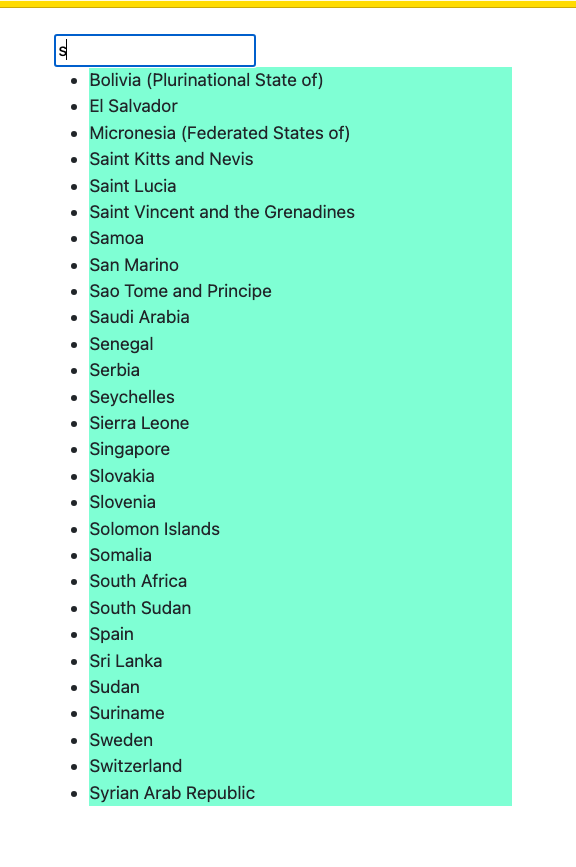 s
Bolivia (Plurinational State of)
El Salvador
Micronesia (Federated States of)
Saint Kitts and Nevis
Saint Lucia
Saint Vincent and the Grenadines
Samoa
San Marino
Sao Tome and Principe
Saudi Arabia
Senegal
Serbia
Seychelles
Sierra Leone
Singapore
Slovakia
Slovenia
Solomon Islands
Somalia
South Africa
South Sudan
Spain
Sri Lanka
Sudan
Suriname
Sweden
Switzerland
Syrian Arab Republic